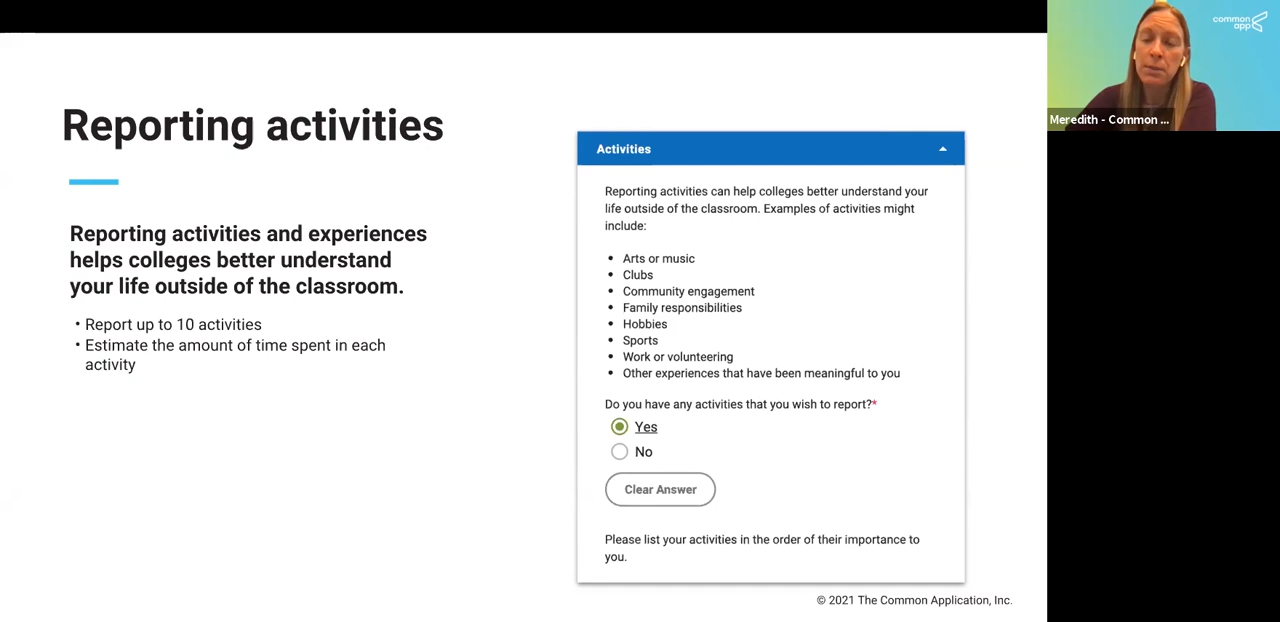 Reporting activities
Reporting activities and experiences
helps colleges better understand
your life outside of the classroom.
• Report up to 10 activities
• Estimate the amount of time spent in each
activity
Activities
Reporting activities can help colleges better understand your
life outside of the classroom. Examples of activities might
include:
• Arts or music
• Clubs
• Community engagement
• Family responsibilities
• Hobbies
• Sports
• Work or volunteering
• Other experiences that have been meaningful to you
Do you have any activities that you wish to report?*
Yes
No
Clear Answer
Please list your activities in the order of their importance to
you.
© 2021 The Common Application, Inc.
common
app
Meredith - Common ...